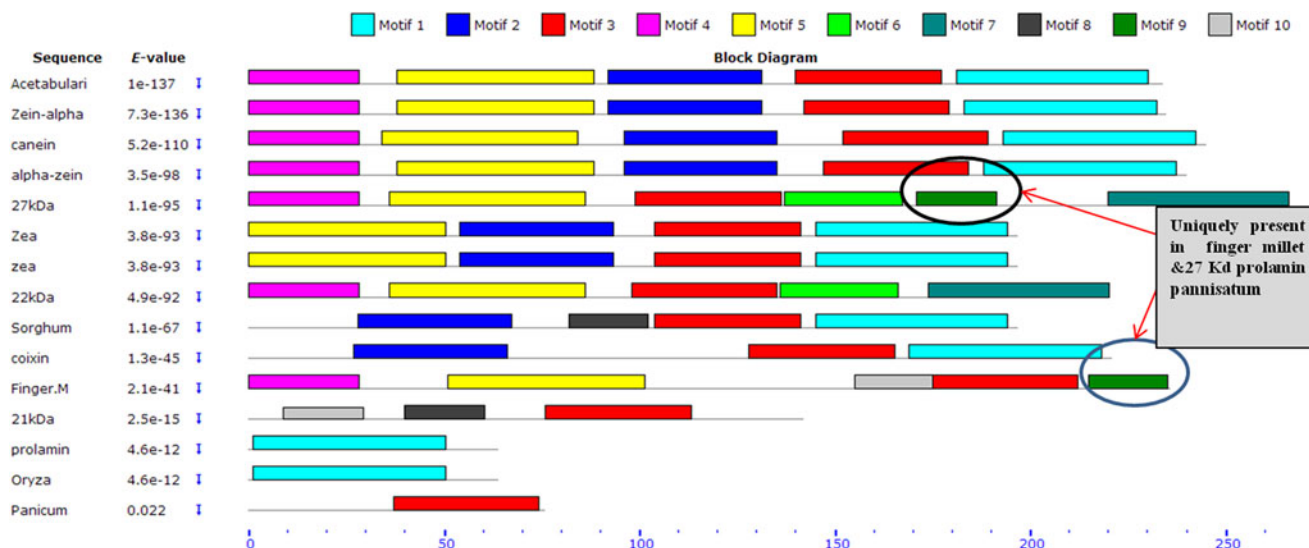 Motif 1 Motif 2 Motif 3 Motif 4 Motif 5 Motif 6 Motif 7 Motif 8 Motif 9 Motif 10
Sequence E-value Block Diagram
Acetabulari 1e-137
Zein-alpha 7.3e-136
canein 5.2e-110
alpha-zein 3.5e-98
27kDa 1.1e-95
Zea 3.8e-93
zea 3.8e-93
22kDa 4.9e-92
Sorghum 1.1e-67
coixin 1.3e-45
Finger.M 2.1e-41
21kDa 2.5e-15
prolamin 4.6e-12
Oryza 4.6e-12
Panicum 0.022
Uniquely present
in finger millet
&27 Kd prolamin
pannisatum
0 50 100 150 200 250